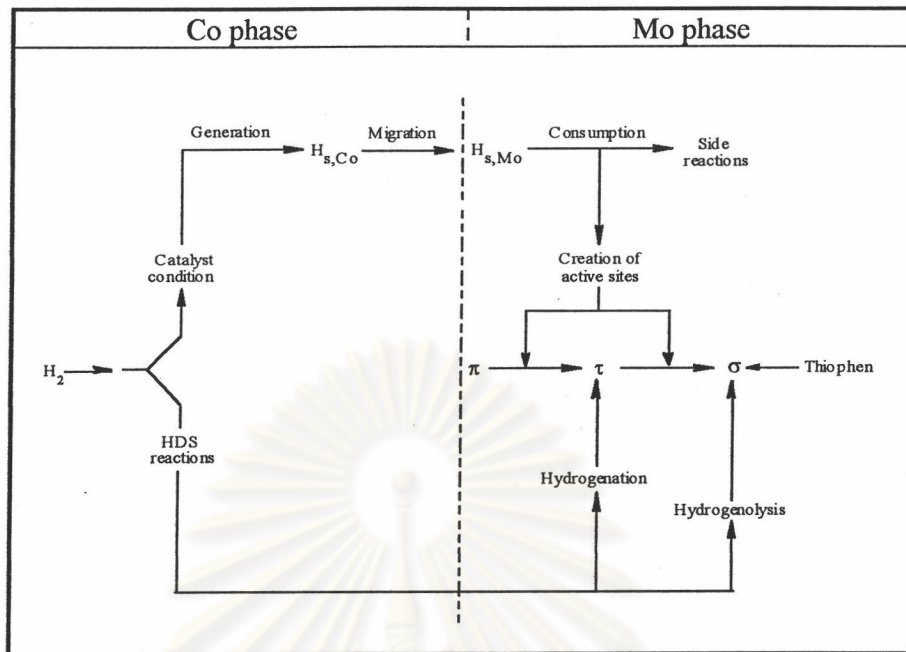 Co phase
Mo phase
Generation
H s,Co
Migration
H s,Mo
Consumption
Side
reactions
Catalyst
condition
Creation of
active sites
H2
π
τ
σ
Thiophen
HDS
reactions
Hydrogenation
Hydrogenolysis